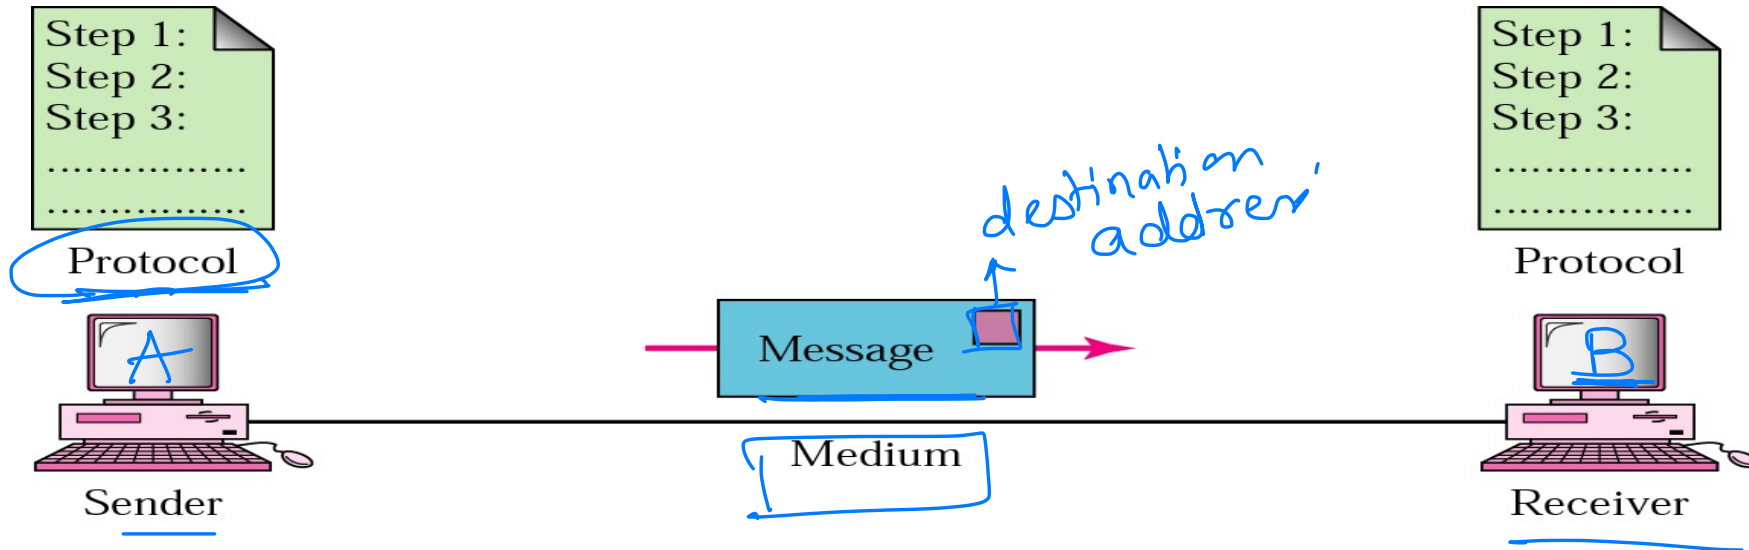 Step 1:
Step 2:
Step 3:
................
................
Protocol
A
Sender
destination
address
Message
Medium
Step 1:
Step 2:
Step 3:
................
................
Protocol
B
Receiver